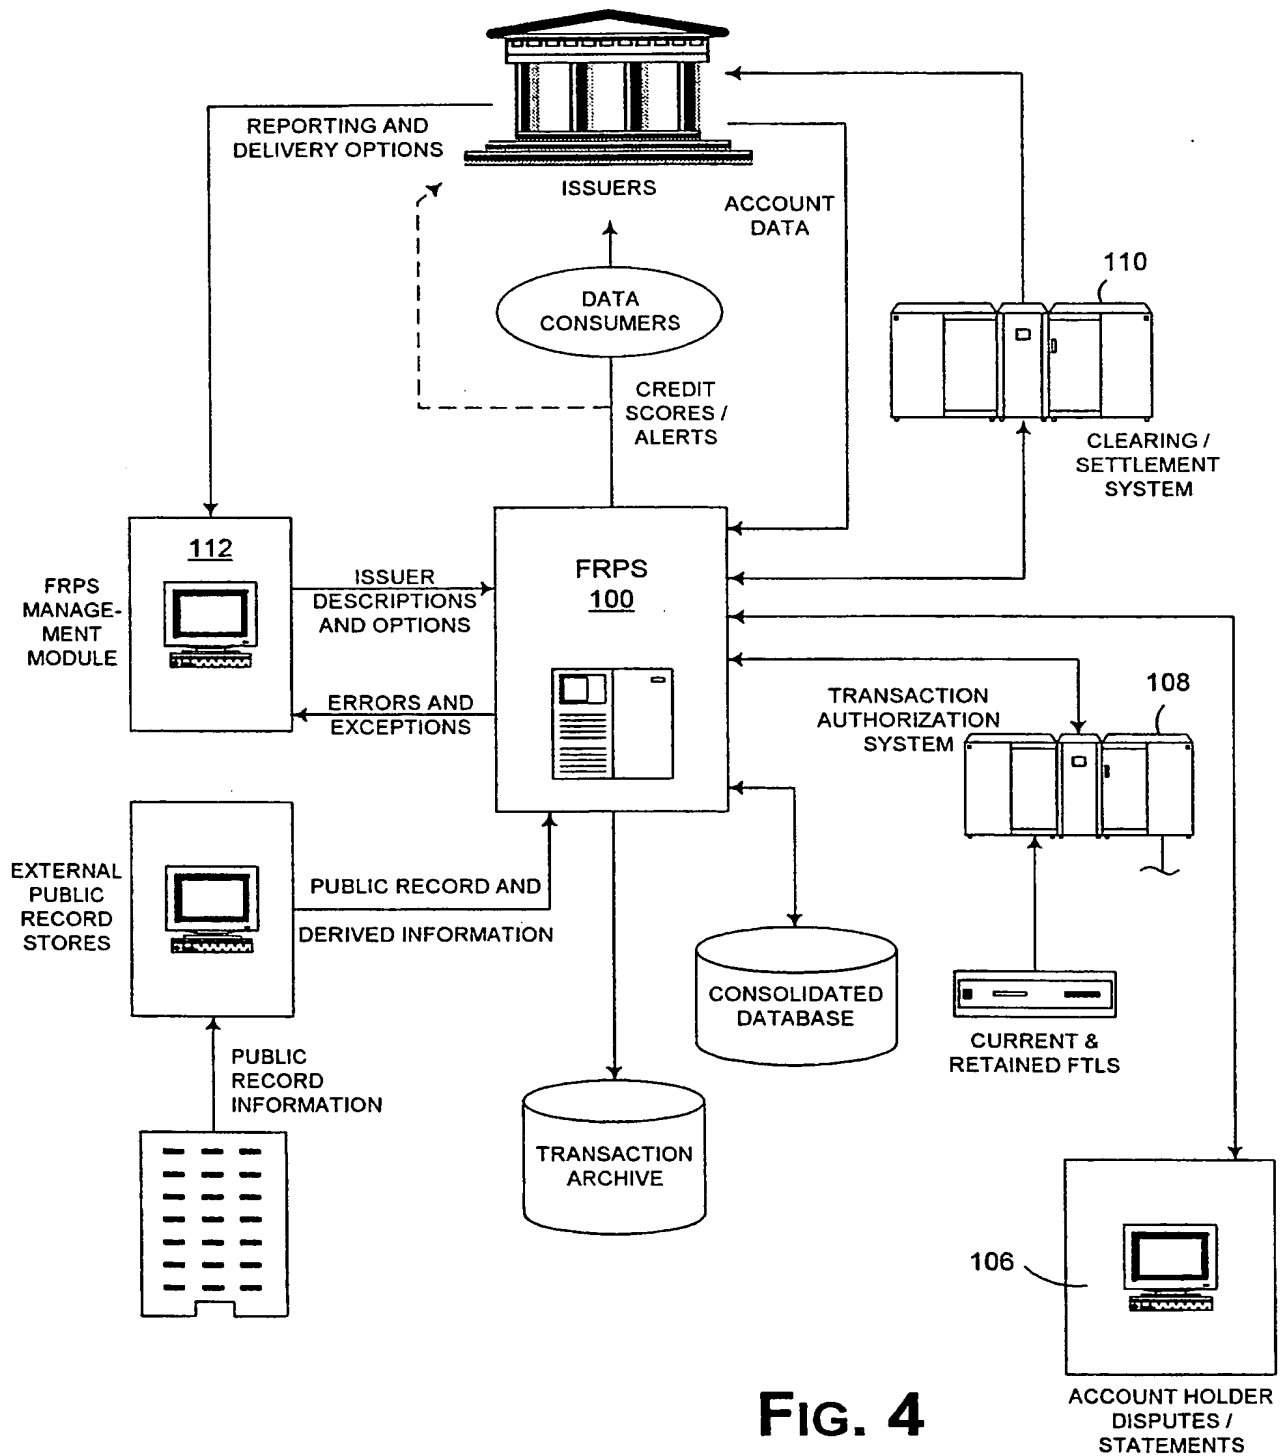 REPORTING AND
DELIVERY OPTIONS
ISSUERS
ACCOUNT
DATA
110
DATA
CONSUMERS
CREDIT
SCORES /
ALERTS
CLEARING /
SETTLEMENT
SYSTEM
112
FRPS
MANAGE-
MENT
MODULE
ISSUER
DESCRIPTIONS
AND OPTIONS
FRPS
100
ERRORS AND
EXCEPTIONS
TRANSACTION
AUTHORIZATION
SYSTEM
108
EXTERNAL
PUBLIC
RECORD
STORES
PUBLIC RECORD AND
DERIVED INFORMATION
CONSOLIDATED
DATABASE
CURRENT &
RETAINED FTLS
PUBLIC
RECORD
INFORMATION
TRANSACTION
ARCHIVE
106
ACCOUNT HOLDER
DISPUTES /
STATEMENTS
FIG. 4